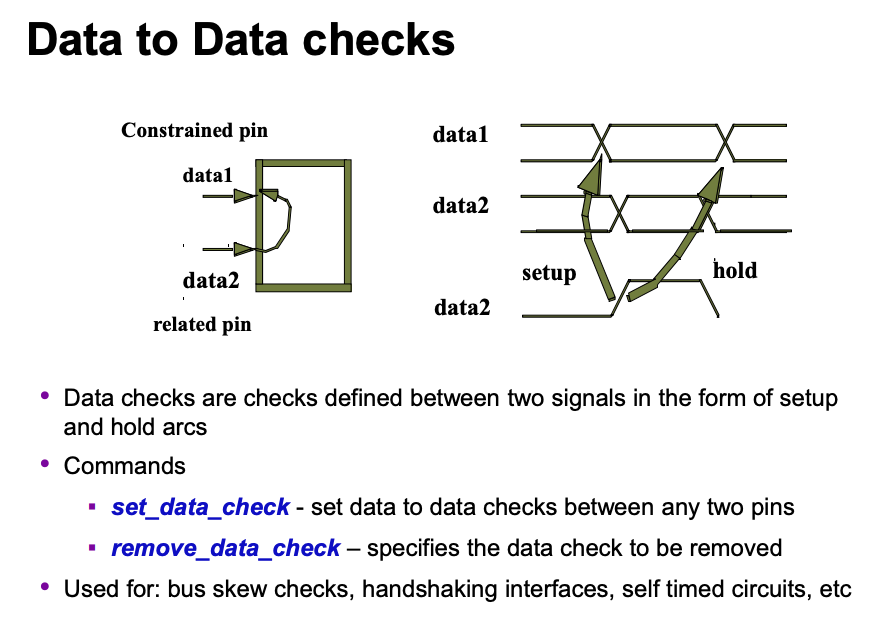 Data to Data checks
Constrained pin
data1
data2
related pin
data1
data2
setup
hold
data2
• Data checks are checks defined between two signals in the form of setup
and hold arcs
• Commands
▪ set_data_check - set data to data checks between any two pins
▪ remove_data_check – specifies the data check to be removed
• Used for: bus skew checks, handshaking interfaces, self timed circuits, etc